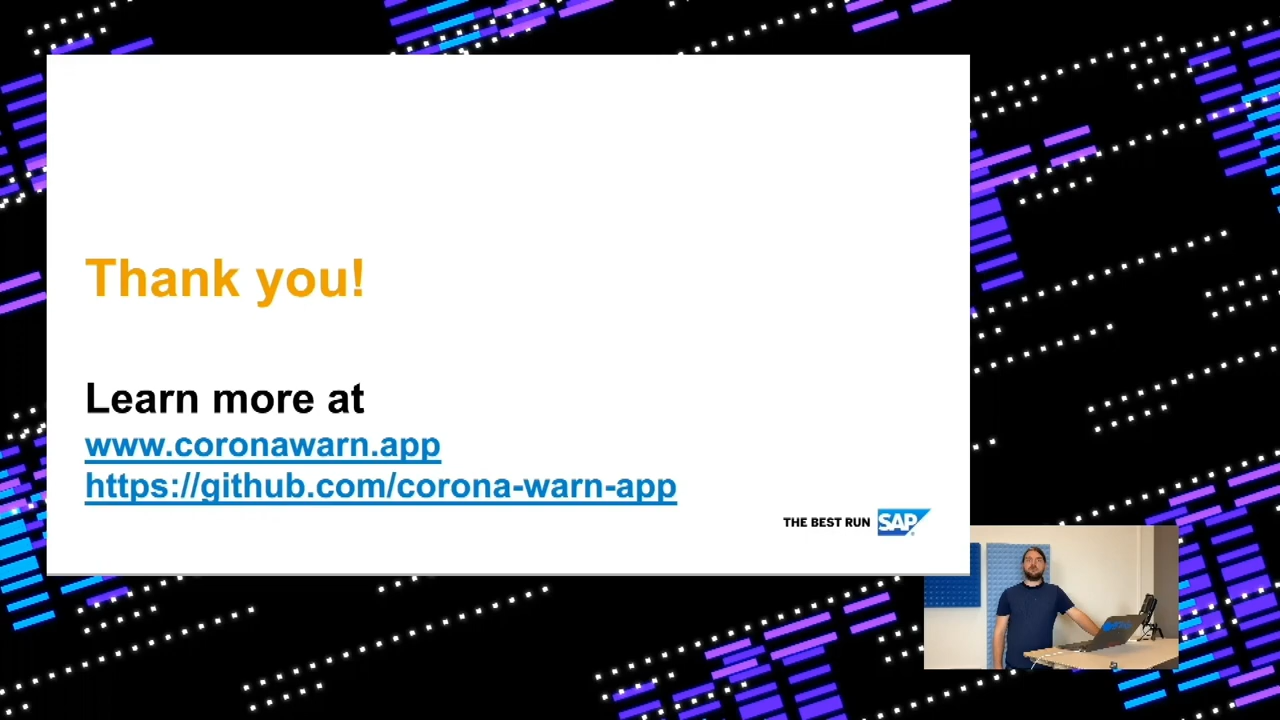 Thank you!
Learn more at
www.coronawarn.app
https://github.com/corona-warn-app
THE BEST RUN SAP